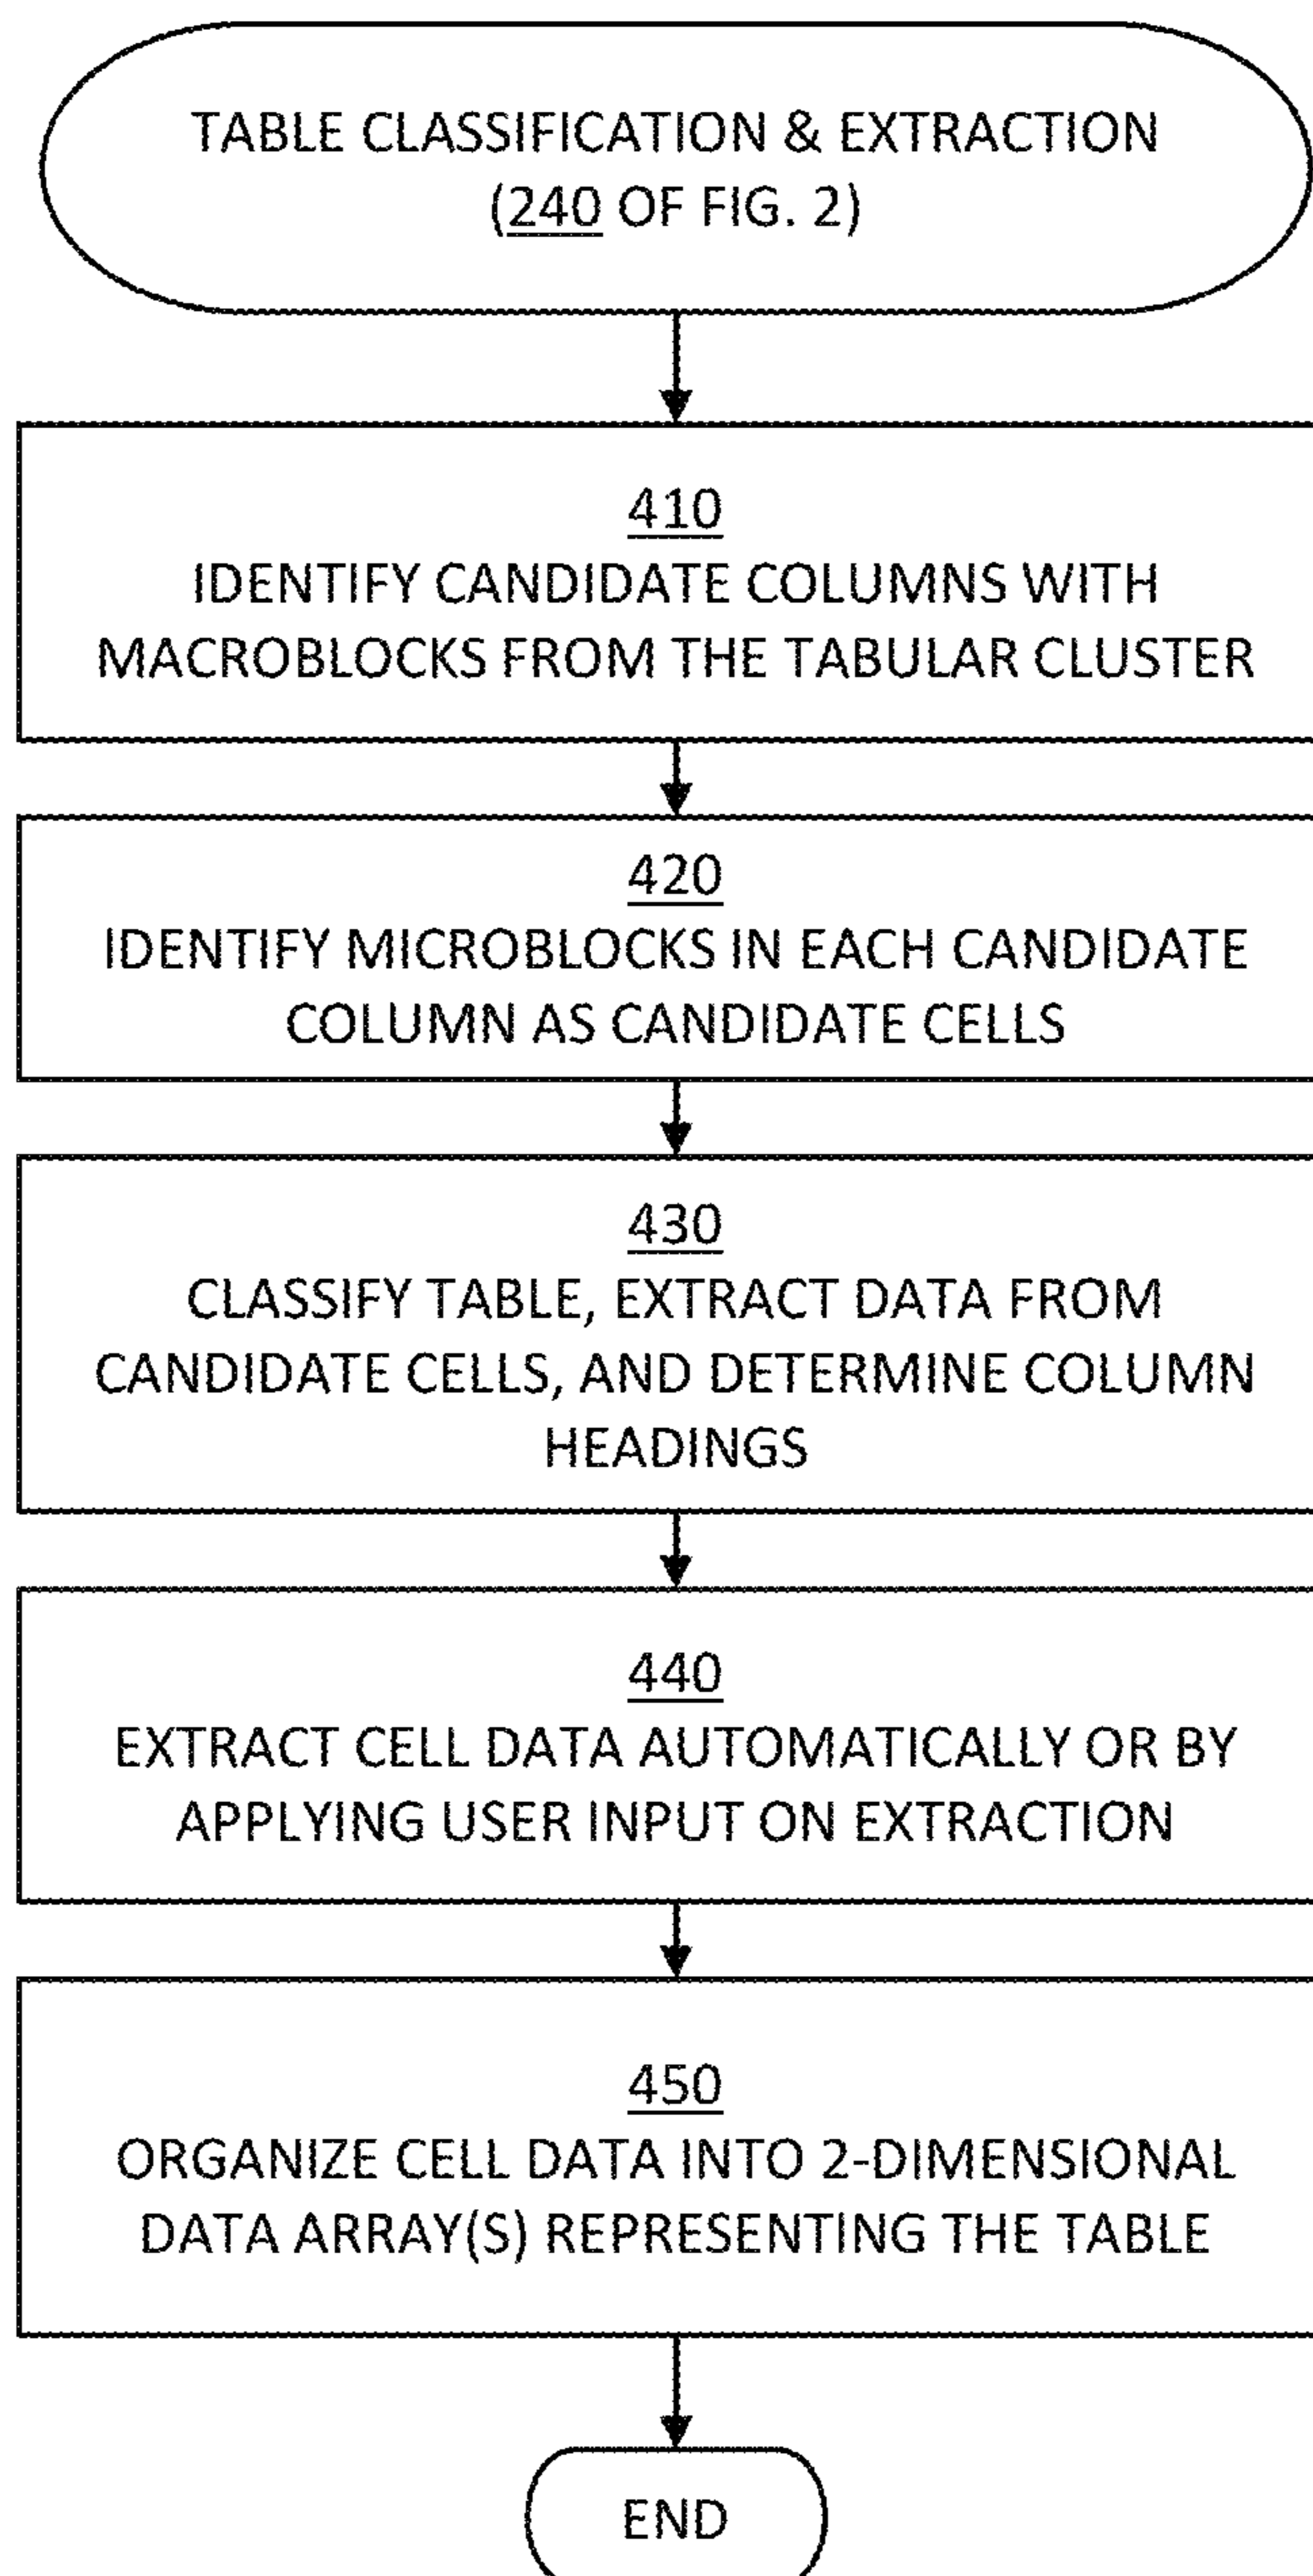 TABLE CLASSIFICATION & EXTRACTION
(240 OF FIG. 2)
410
IDENTIFY CANDIDATE COLUMNS WITH
MACROBLOCKS FROM THE TABULAR CLUSTER
420
IDENTIFY MICROBLOCKS IN EACH CANDIDATE
COLUMN AS CANDIDATE CELLS
430
CLASSIFY TABLE, EXTRACT DATA FROM
CANDIDATE CELLS, AND DETERMINE COLUMN
HEADINGS
440
EXTRACT CELL DATA AUTOMATICALLY OR BY
APPLYING USER INPUT ON EXTRACTION
450
ORGANIZE CELL DATA INTO 2-DIMENSIONAL
DATA ARRAY(S) REPRESENTING THE TABLE
END